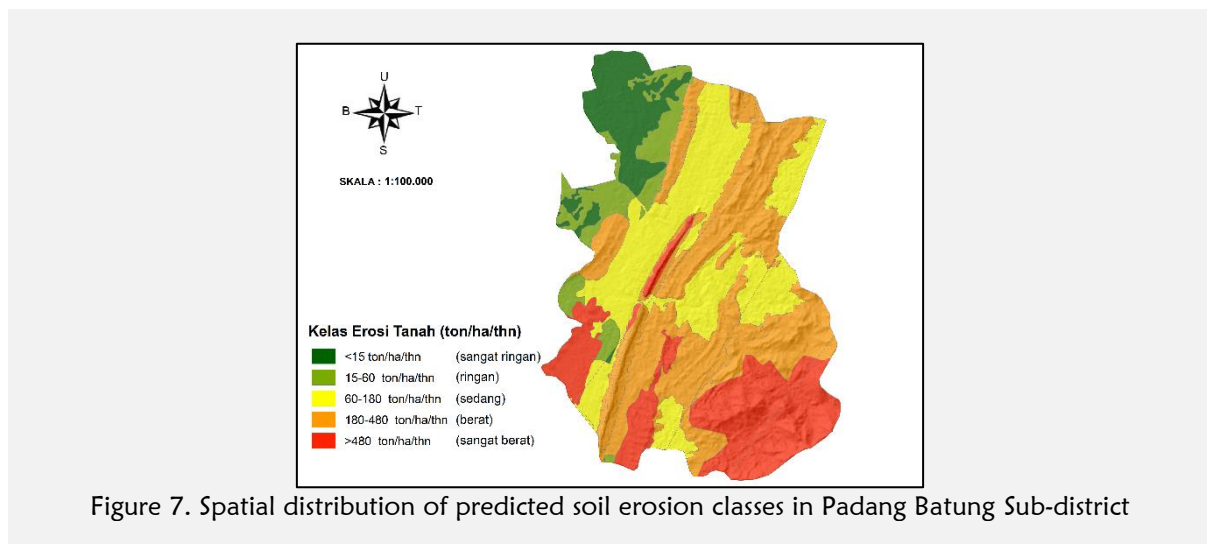 U
B T
S
SKALA : 1:100.000
Kelas Erosi Tanah (ton/ha/thn)
<15 ton/ha/thn (sangat ringan)
15-60 ton/ha/thn (ringan)
60-180 ton/ha/thn (sedang)
180-480 ton/ha/thn (berat)
>480 ton/ha/thn (sangat berat)
Figure 7. Spatial distribution of predicted soil erosion classes in Padang Batung Sub-district